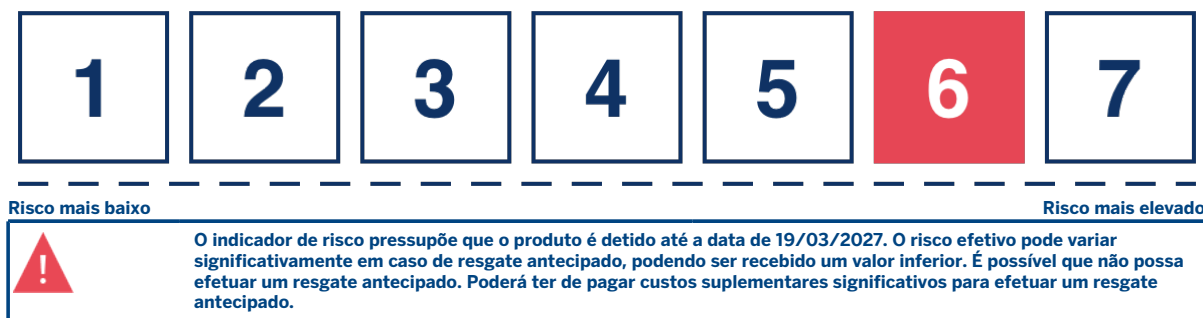 1 2 3 4 5 6 7
Risco mais baixo Risco mais elevado
! O indicador de risco pressupõe que o produto é detido até a data de 19/03/2027. O risco efetivo pode variar
significativamente em caso de resgate antecipado, podendo ser recebido um valor inferior. É possível que não possa
efetuar um resgate antecipado. Poderá ter de pagar custos suplementares significativos para efetuar um resgate
antecipado.